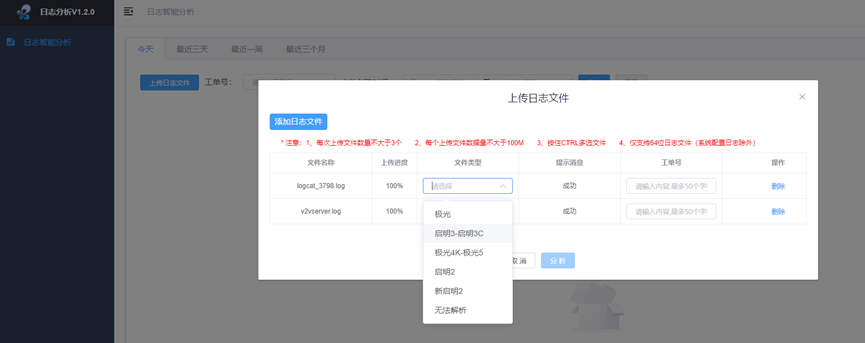 日志分析V1.2.0
日志智能分析
日志智能分析
今天 最近三天 最近一周 最近三个月
上传日志文件 工单号:
上传日志文件
添加日志文件
*注意: 1、每次上传文件数量不大于3个 2、每个上传文件数据量不大于100M 3、按住CTRL多选文件 4、仅支持64位日志文件(系统配置日志除外)
文件名称 上传进度 文件类型 提示消息 工单号 操作
logcat_3798.log 100% 请选择 成功 请输入内容,最多50个字 删除
v2vserver.log 100% 成功 请输入内容,最多50个字 删除
极光
启明3-启明3C
极光4K-极光5
启明2
新启明2
无法解析
取 消 分 析